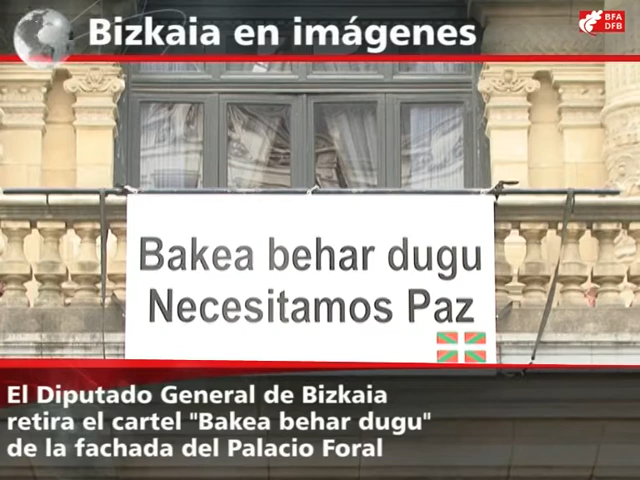 Bizkaia en imágenes
BFA
DFB
Bakea behar dugu
Necesitamos Paz
El Diputado General de Bizkaia
retira el cartel "Bakea behar dugu"
de la fachada del Palacio Foral